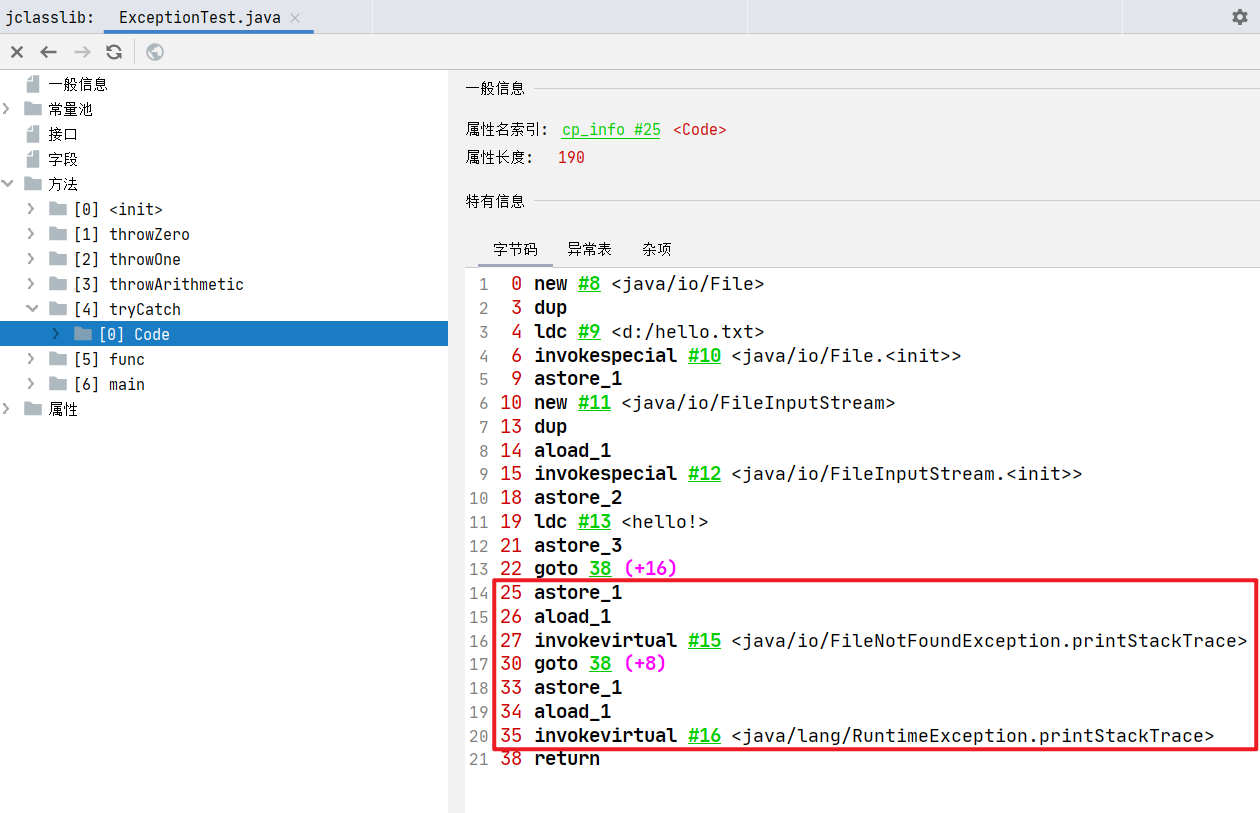 jclasslib: ExceptionTest.java
一般信息
常量池
接口
字段
方法
[0] <init>
[1] throwZero
[2] throwOne
[3] throwArithmetic
[4] tryCatch
[0] Code
[5] func
[6] main
属性
一般信息
属性名索引: cp_info #25 <Code>
属性长度: 190
特有信息
字节码 异常表 杂项
1 0 new #8 <java/io/File>
2 3 dup
3 4 ldc #9 <d:/hello.txt>
4 6 invokespecial #10 <java/io/File.<init>>
5 9 astore_1
6 10 new #11 <java/io/FileInputStream>
7 13 dup
8 14 aload_1
9 15 invokespecial #12 <java/io/FileInputStream.<init>>
10 18 astore_2
11 19 ldc #13 <hello!>
12 21 astore_3
13 22 goto 38 (+16)
14 25 astore_1
15 26 aload_1
16 27 invokevirtual #15 <java/io/FileNotFoundException.printStackTrace>
17 30 goto 38 (+8)
18 33 astore_1
19 34 aload_1
20 35 invokevirtual #16 <java/lang/RuntimeException.printStackTrace>
21 38 return